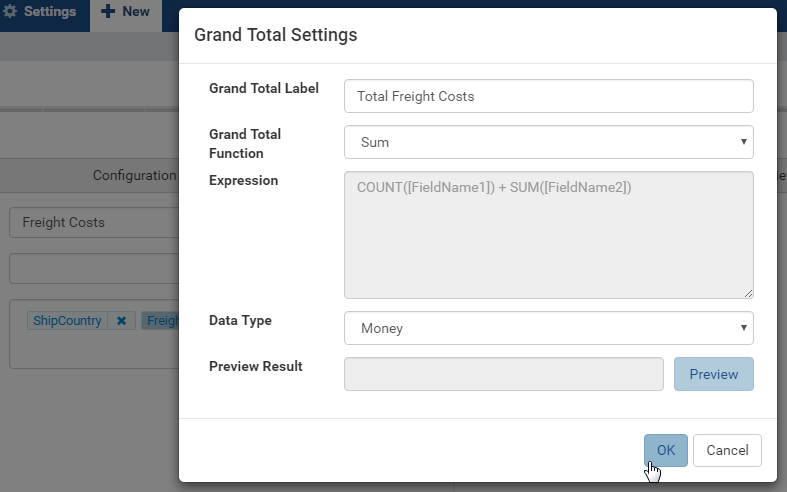 Settings
New
Grand Total Settings
Grand Total Label
Total Freight Costs
Grand Total
Function
Sum
Expression
COUNT([FieldName1]) + SUM([FieldName2])
Data Type
Money
Preview Result
Preview
OK
Cancel
Configuration
Freight Costs
ShipCountry